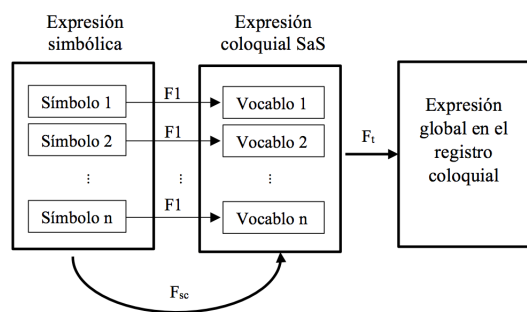 Expresión
simbólica
Expresión
coloquial SaS
Símbolo 1
F1
Vocablo 1
Símbolo 2
F1
Vocablo 2
F1
Símbolo n
Vocablo n
Ft
Expresión
global en el
registro
coloquial
Fsc